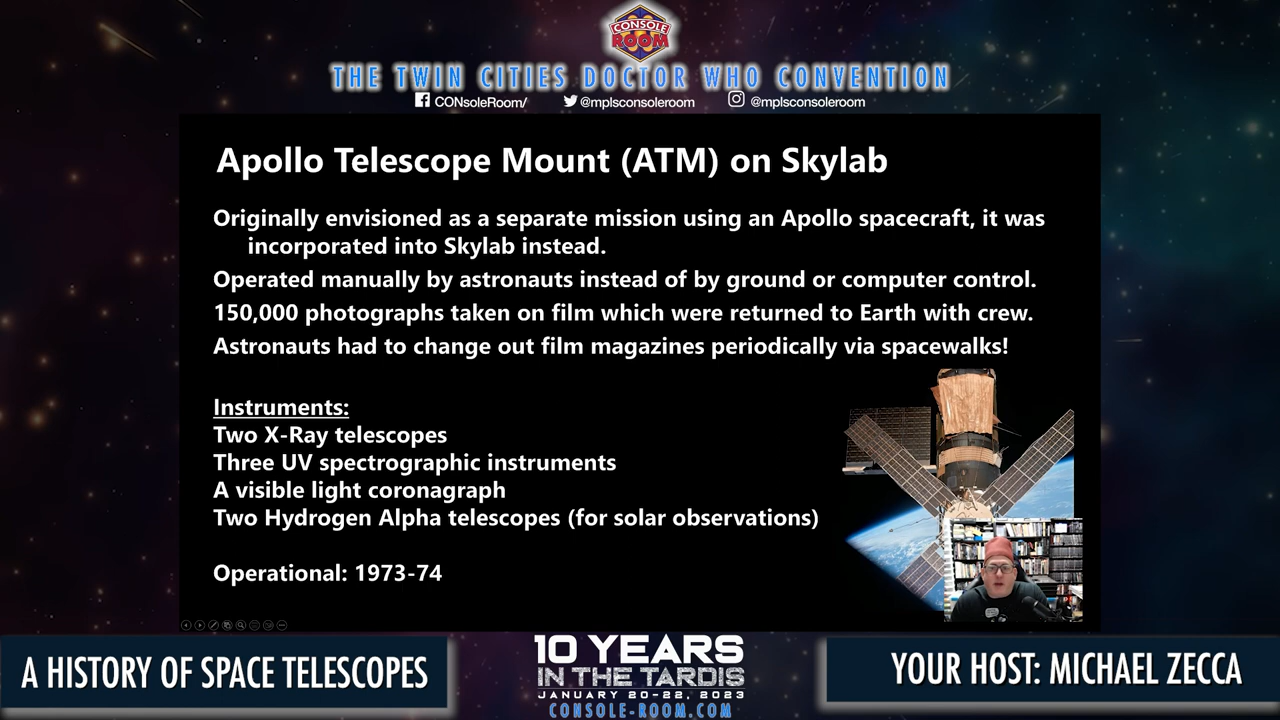 CONSOLE
ROOM
THE TWIN CITIES DOCTOR WHO CONVENTION
CONsoleRoom/ @mplsconsoleroom @mplsconsoleroom
Apollo Telescope Mount (ATM) on Skylab
Originally envisioned as a separate mission using an Apollo spacecraft, it was
incorporated into Skylab instead.
Operated manually by astronauts instead of by ground or computer control.
150,000 photographs taken on film which were returned to Earth with crew.
Astronauts had to change out film magazines periodically via spacewalks!
Instruments:
Two X-Ray telescopes
Three UV spectrographic instruments
A visible light coronagraph
Two Hydrogen Alpha telescopes (for solar observations)
Operational: 1973-74
A HISTORY OF SPACE TELESCOPES
10 YEARS
IN THE TARDIS
JANUARY 20-22, 2023
CONSOLE-ROOM.COM
YOUR HOST: MICHAEL ZECCA